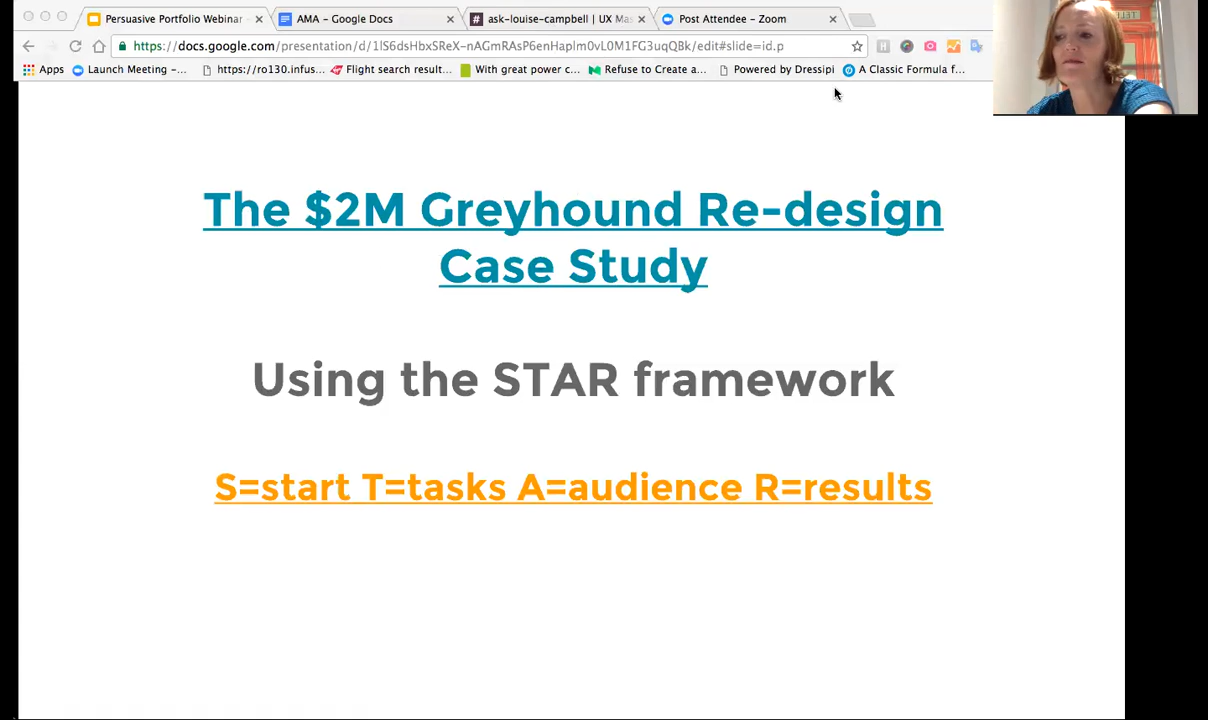 Persuasive Portfolio Webinar
AMA – Google Docs
ask-louise-campbell | UX Mas
Post Attendee – Zoom
https://docs.google.com/presentation/d/1lS6dsHbxSReX-nAGmRAsP6enHaplm0vL0M1FG3uqQBk/edit#slide=id.p
Apps
Launch Meeting –...
https://ro130.infus...
Flight search result...
With great power c...
Refuse to Create a...
Powered by Dressipi
A Classic Formula f...
The $2M Greyhound Re-design
Case Study
Using the STAR framework
S=start T=tasks A=audience R=results